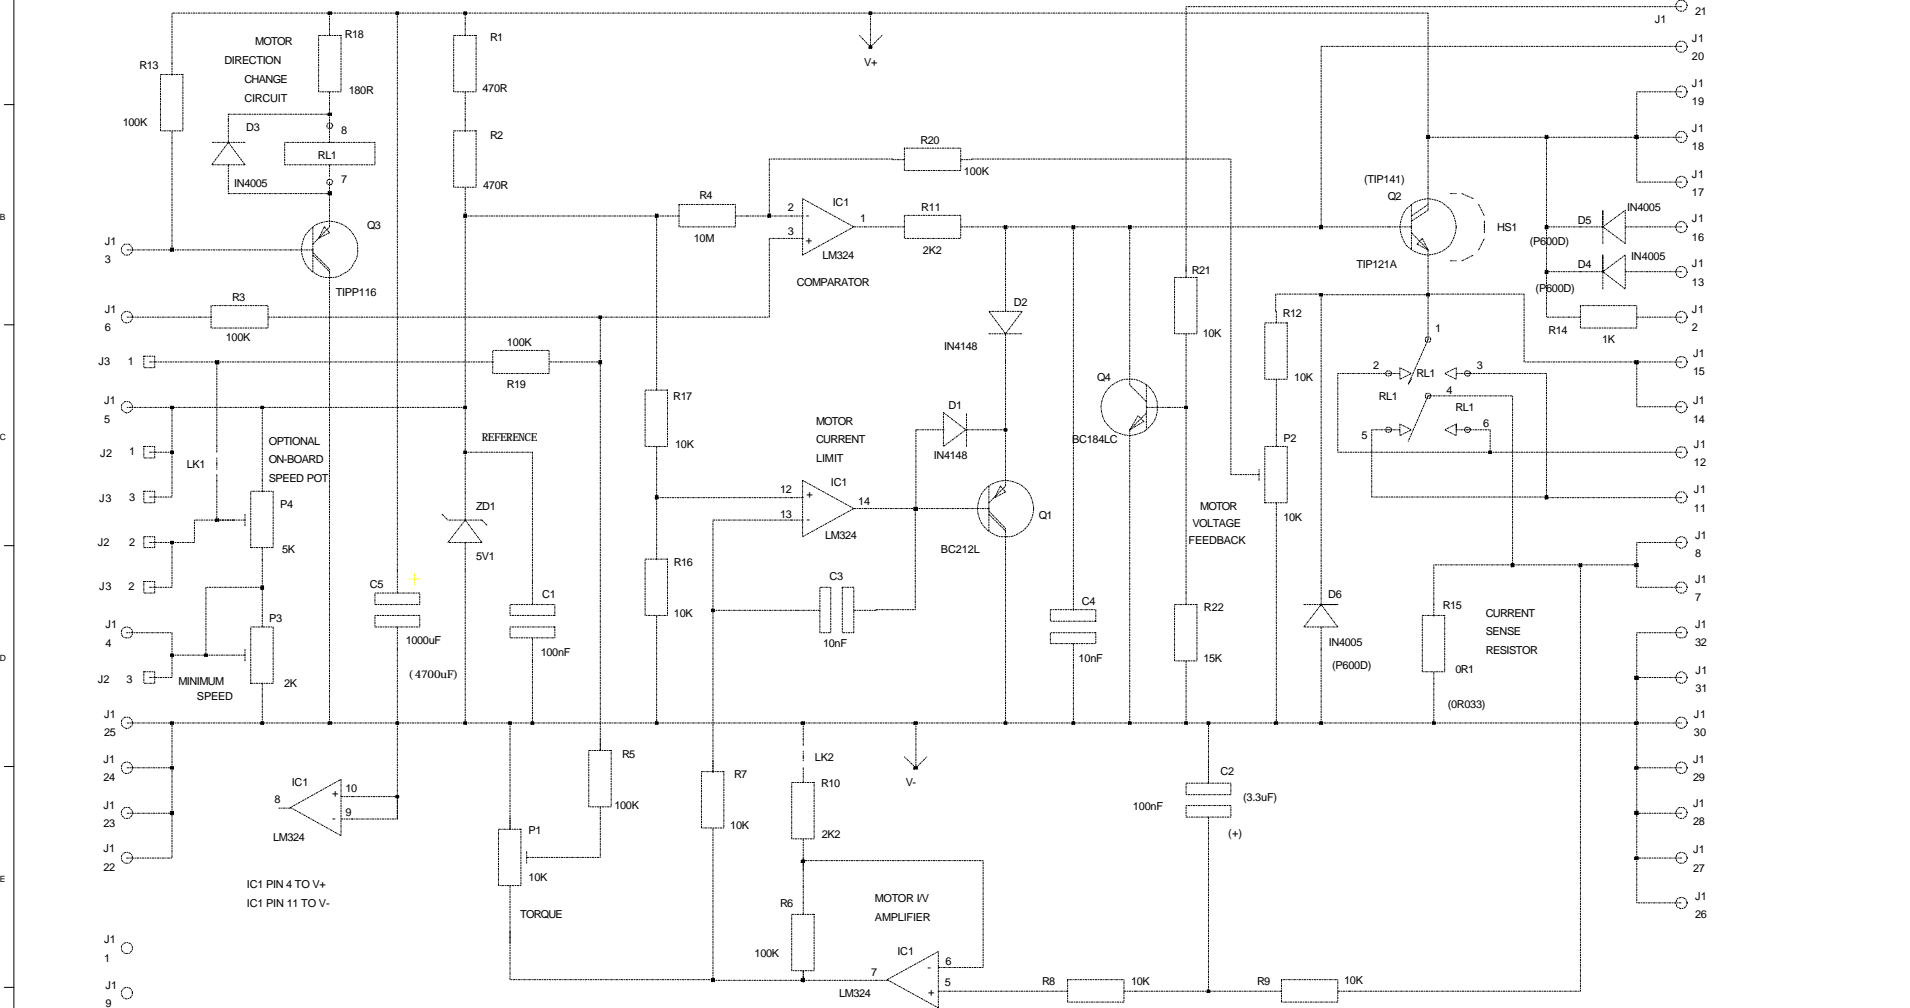 J1
21
J1
20
J1
19
J1
18
J1
17
J1
16
J1
13
J1
2
J1
15
J1
14
J1
12
J1
11
J1
8
J1
7
J1
32
J1
31
J1
30
J1
29
J1
28
J1
27
J1
26
B
C
D
E
R13
100K
MOTOR
DIRECTION
CHANGE
CIRCUIT
R18
180R
D3
IN4005
8
RL1
7
Q3
TIPP116
R1
470R
R2
470R
V+
R20
100K
R4
10M
2
-
3
+
IC1
1
LM324
COMPARATOR
R11
2K2
(TIP141)
Q2
TIP121A
HS1
D5
IN4005
(P600D)
D4
IN4005
(P600D)
R14
1K
J1
3
J1
6
R3
100K
J3 1
100K
R19
J1
5
J2 1
LK1
J3 3
J2 2
J3 2
J1
4
J2 3
OPTIONAL
ON-BOARD
SPEED POT
P4
5K
P3
2K
MINIMUM
SPEED
REFERENCE
ZD1
5V1
C5
+
1000uF
(4700uF)
C1
100nF
R17
10K
R16
10K
MOTOR
CURRENT
LIMIT
12
+
13
-
IC1
14
LM324
C3
10nF
D1
IN4148
D2
IN4148
Q1
BC212L
C4
10nF
Q4
BC184LC
R21
10K
R22
15K
R12
10K
P2
10K
MOTOR
VOLTAGE
FEEDBACK
D6
IN4005
(P600D)
1
2
RL1
3
RL1
4
RL1
5
6
R15
0R1
(0R033)
CURRENT
SENSE
RESISTOR
J1
25
J1
24
J1
23
J1
22
IC1
8
10
+
9
-
LM324
IC1 PIN 4 TO V+
IC1 PIN 11 TO V-
J1
1
J1
9
P1
10K
TORQUE
R5
100K
R7
10K
LK2
R10
2K2
R6
100K
V-
MOTOR I/V
AMPLIFIER
IC1
7
6
-
5
+
LM324
C2
100nF
(3.3uF)
(+)
R8
10K
R9
10K